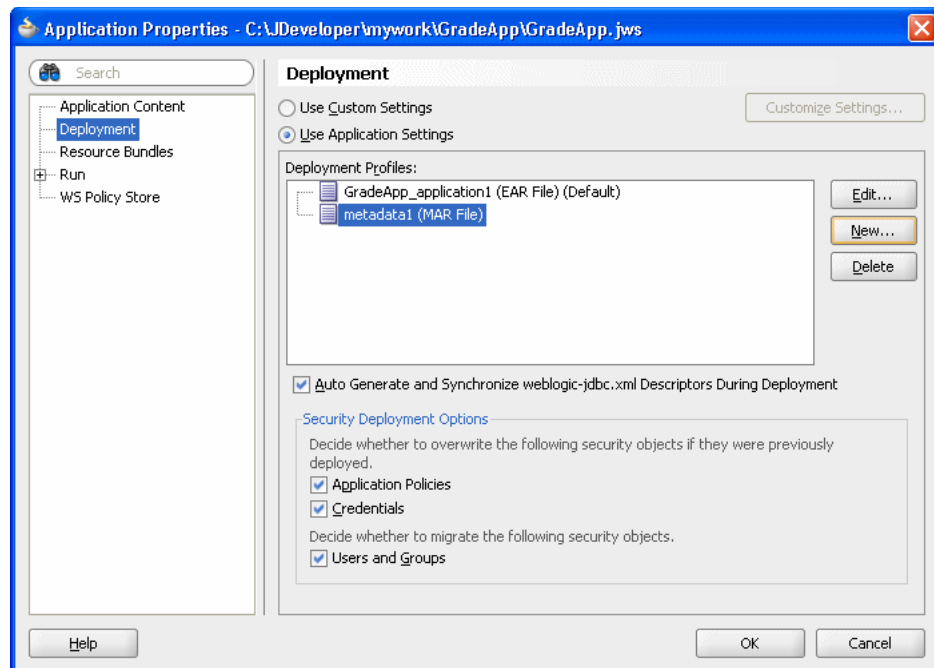 Application Properties - C:\JDeveloper\mywork\GradeApp\GradeApp.jws
Search
Application Content
Deployment
Resource Bundles
Run
WS Policy Store
Deployment
Use Custom Settings
Customize Settings...
Use Application Settings
Deployment Profiles:
GradeApp_application1 (EAR File) (Default)
metadata1 (MAR File)
Edit...
New...
Delete
Auto Generate and Synchronize weblogic-jdbc.xml Descriptors During Deployment
Security Deployment Options
Decide whether to overwrite the following security objects if they were previously
deployed.
Application Policies
Credentials
Decide whether to migrate the following security objects.
Users and Groups
Help
OK
Cancel